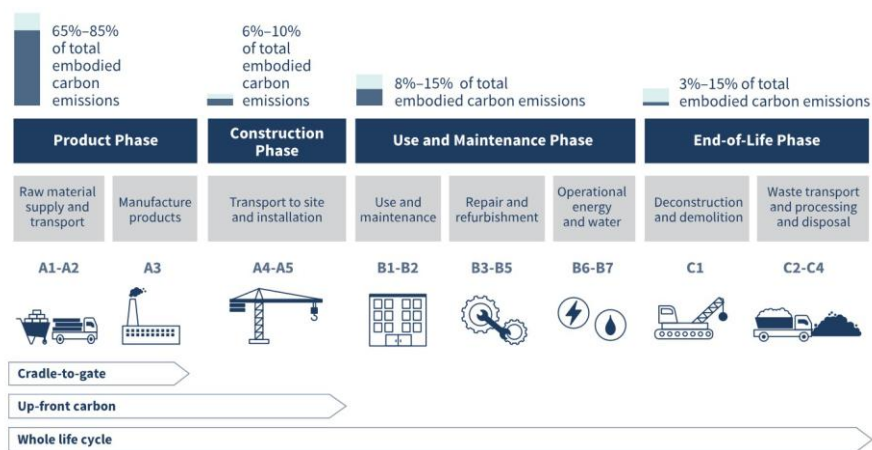 65%–85%
of total
embodied
carbon
emissions
6%–10%
of total
embodied
carbon
emissions
8%–15% of total
embodied carbon emissions
3%–15% of total
embodied carbon emissions
Product Phase
Construction
Phase
Use and Maintenance Phase
End-of-Life Phase
Raw material
supply and
transport
Manufacture
products
Transport to site
and installation
Use and
maintenance
Repair and
refurbishment
Operational
energy
and water
Deconstruction
and demolition
Waste transport
and processing
and disposal
A1-A2
A3
A4-A5
B1-B2
B3-B5
B6-B7
C1
C2-C4
Cradle-to-gate
Up-front carbon
Whole life cycle